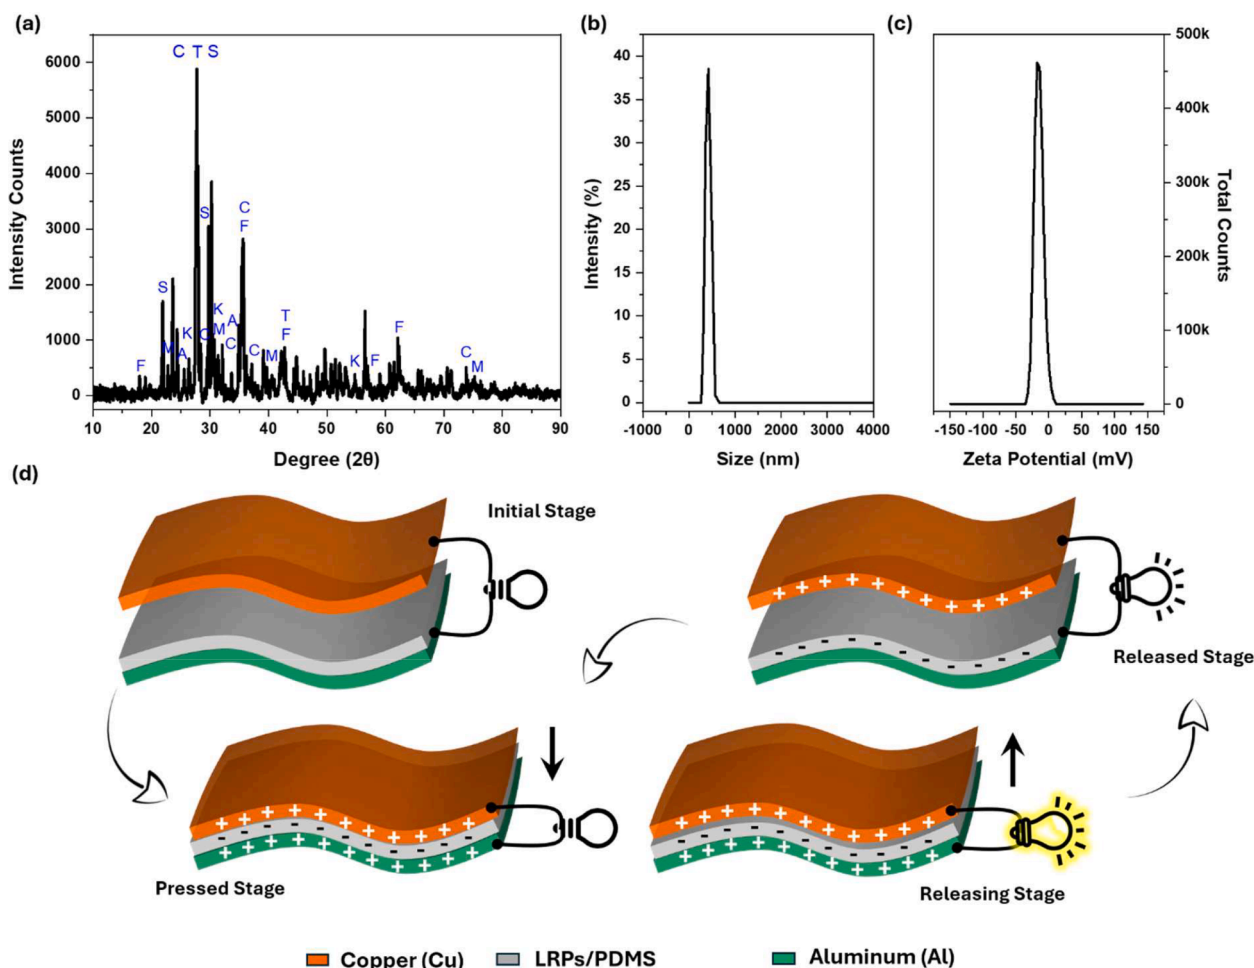 (a)
Intensity Counts
6000
5000
4000
3000
2000
1000
0
C T S
S
C
F
S
K
M
A
C
C
K
M
A
C
F
T
F
M
K
F
F
C
M
10 20 30 40 50 60 70 80 90
Degree (2θ)
(b)
Intensity (%)
40
35
30
25
20
15
10
5
0
-1000 0 1000 2000 3000 4000
Size (nm)
(c)
500k
400k
300k
200k
100k
0
Total Counts
-150 -100 -50 0 50 100 150
Zeta Potential (mV)
(d)
Initial Stage
Released Stage
Pressed Stage
Releasing Stage
Copper (Cu) LRPs/PDMS Aluminum (Al)